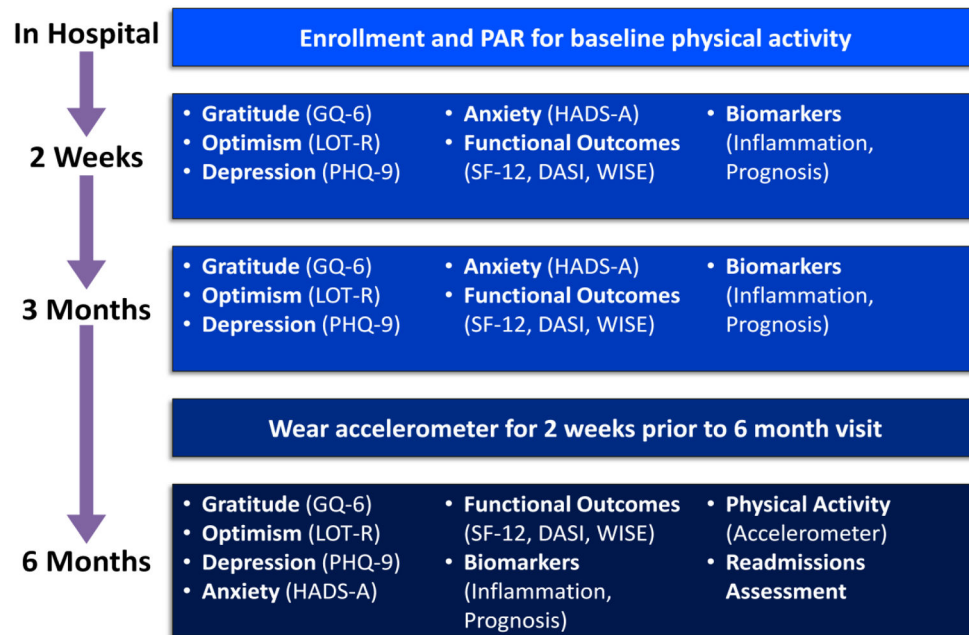 In Hospital
Enrollment and PAR for baseline physical activity
2 Weeks
• Gratitude (GQ-6)
• Optimism (LOT-R)
• Depression (PHQ-9)
• Anxiety (HADS-A)
• Functional Outcomes
(SF-12, DASI, WISE)
• Biomarkers
(Inflammation,
Prognosis)
3 Months
• Gratitude (GQ-6)
• Optimism (LOT-R)
• Depression (PHQ-9)
• Anxiety (HADS-A)
• Functional Outcomes
(SF-12, DASI, WISE)
• Biomarkers
(Inflammation,
Prognosis)
Wear accelerometer for 2 weeks prior to 6 month visit
6 Months
• Gratitude (GQ-6)
• Optimism (LOT-R)
• Depression (PHQ-9)
• Anxiety (HADS-A)
• Functional Outcomes
(SF-12, DASI, WISE)
• Biomarkers
(Inflammation,
Prognosis)
• Physical Activity
(Accelerometer)
• Readmissions
Assessment